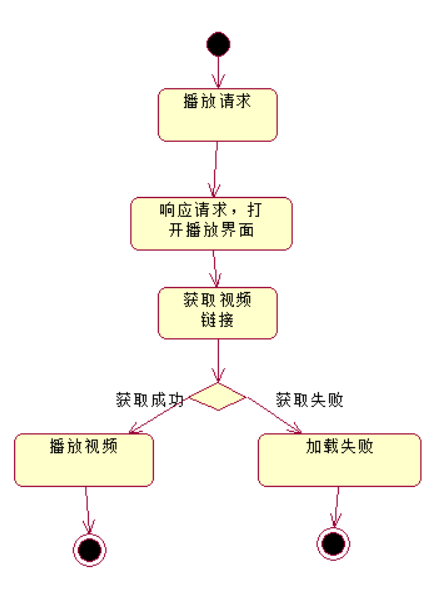 播放请求
响应请求，打
开播放界面
获取视频
链接
获取成功
获取失败
播放视频
加载失败